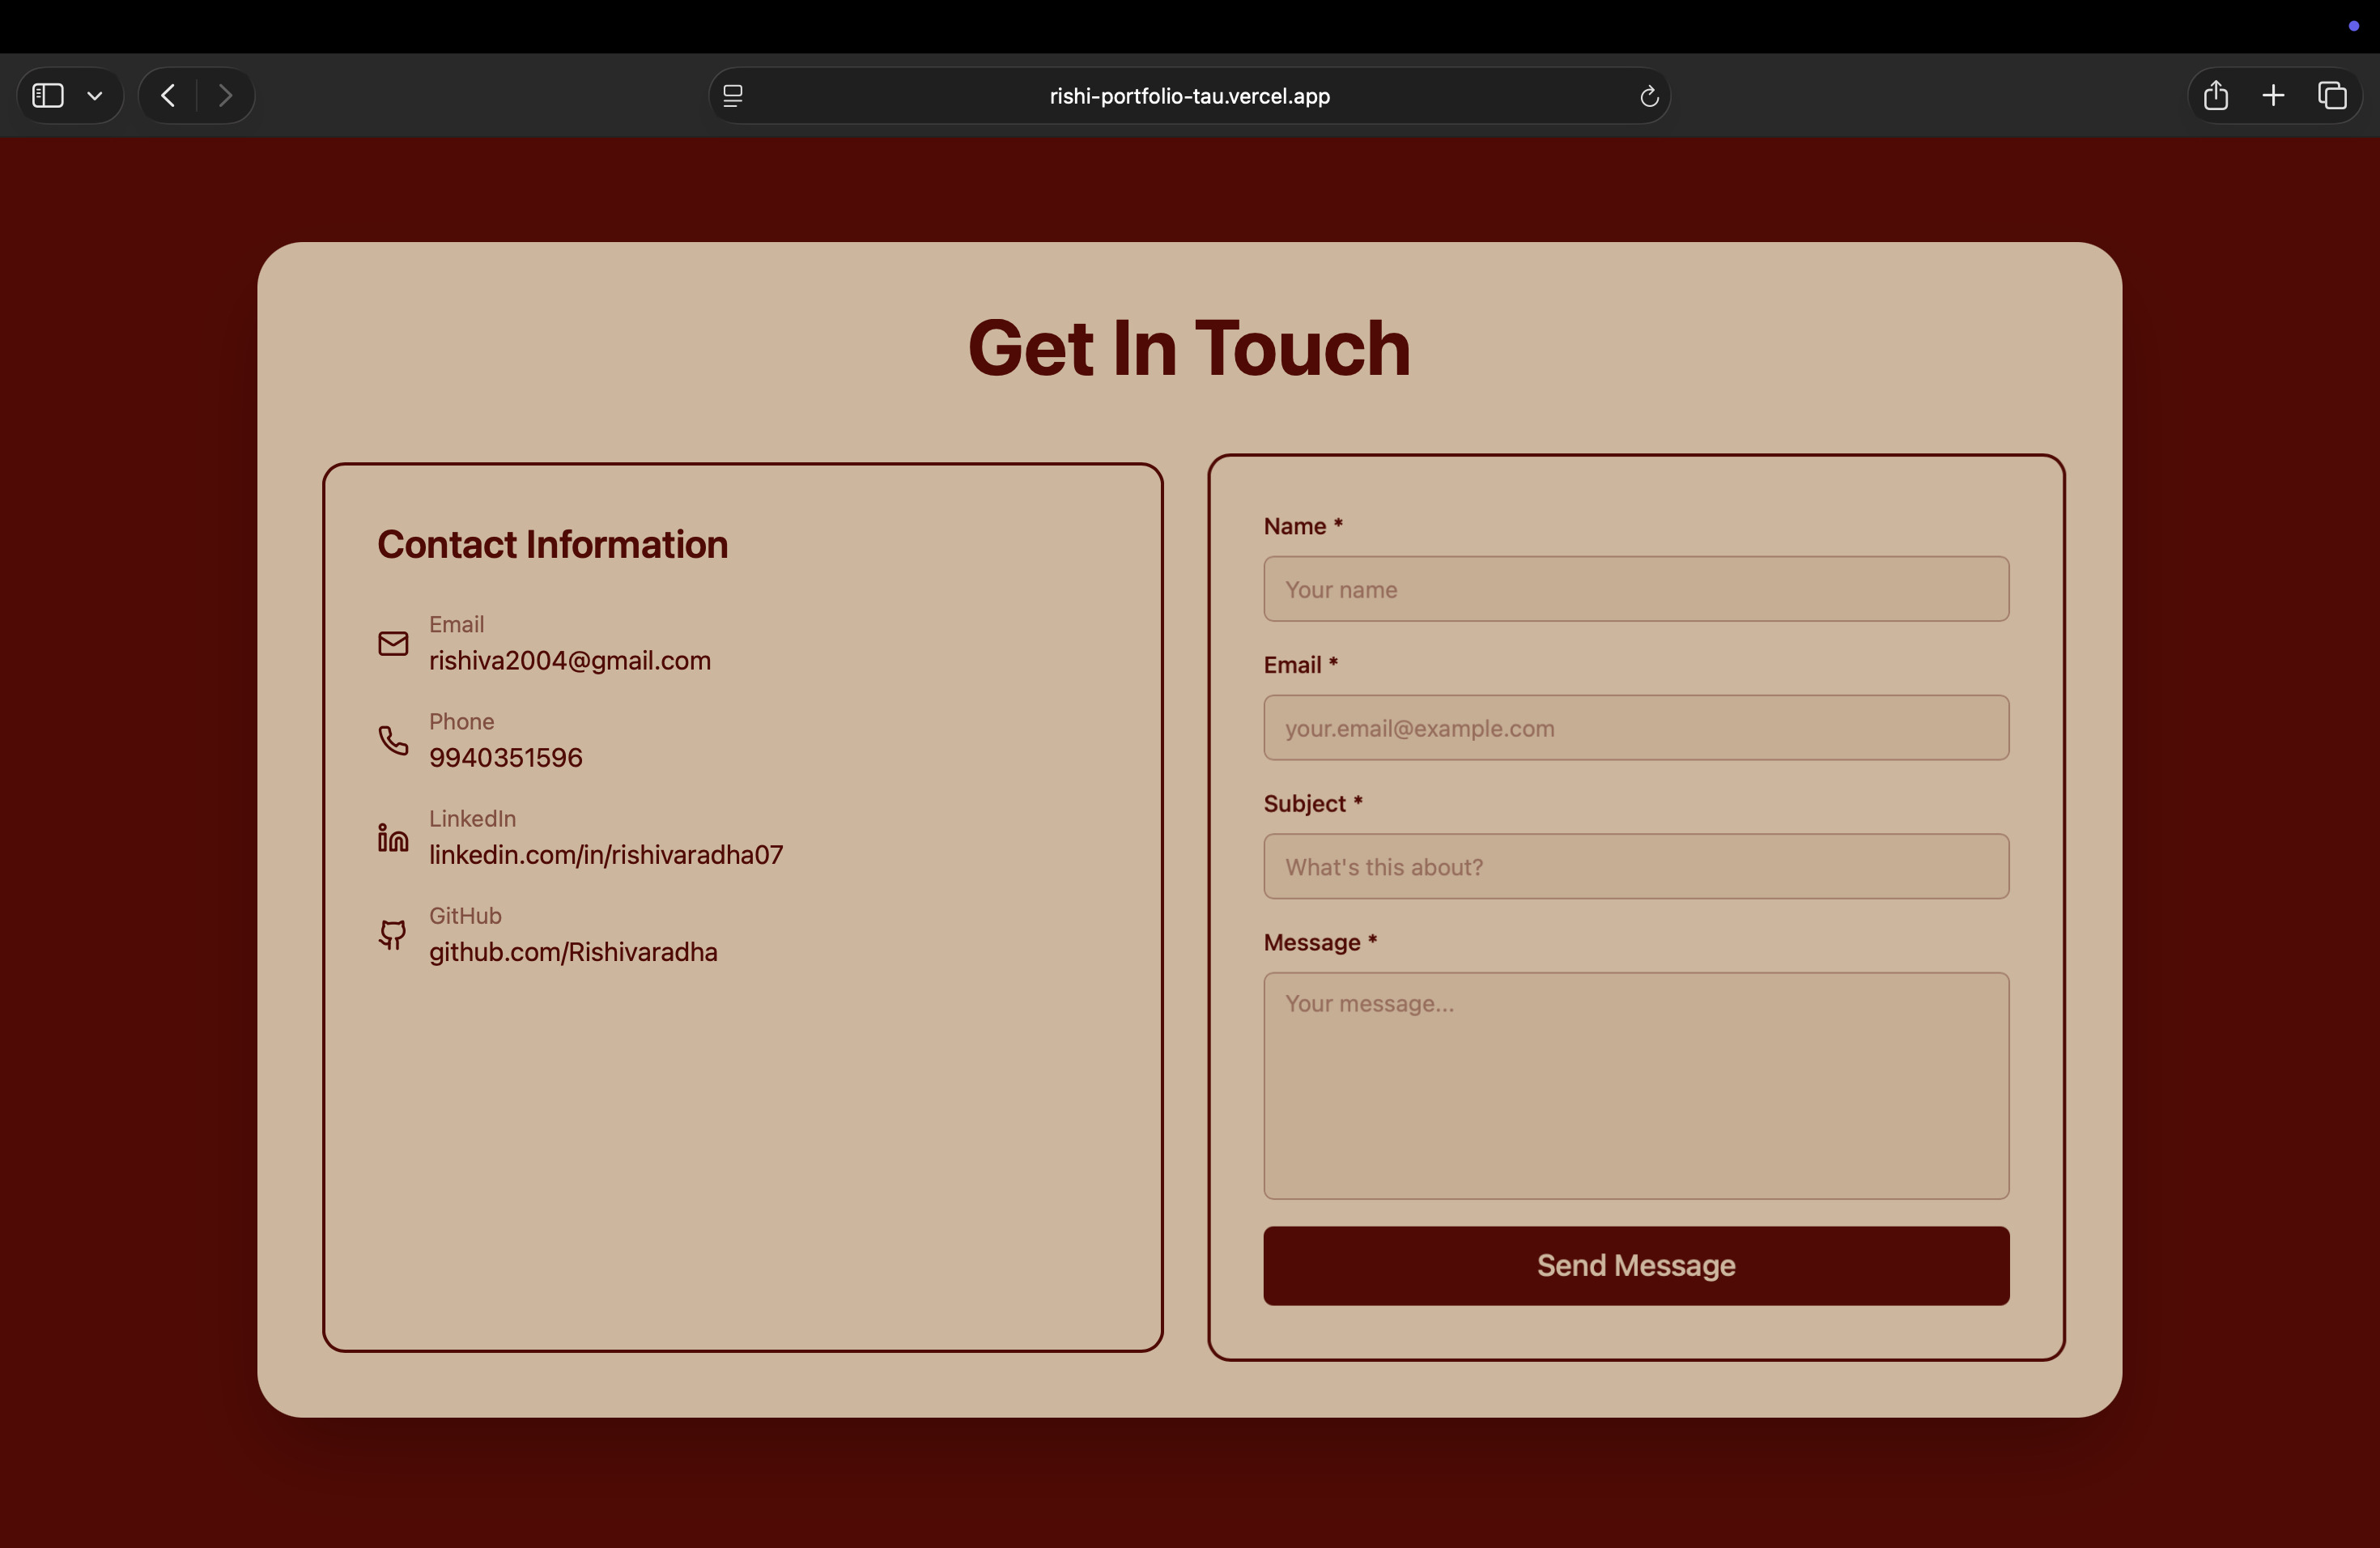 rishi-portfolio-tau.vercel.app
Get In Touch
Contact Information
Email
rishiva2004@gmail.com
Phone
9940351596
LinkedIn
linkedin.com/in/rishivaradha07
GitHub
github.com/Rishivaradha
Name *
Your name
Email *
your.email@example.com
Subject *
What's this about?
Message *
Your message...
Send Message